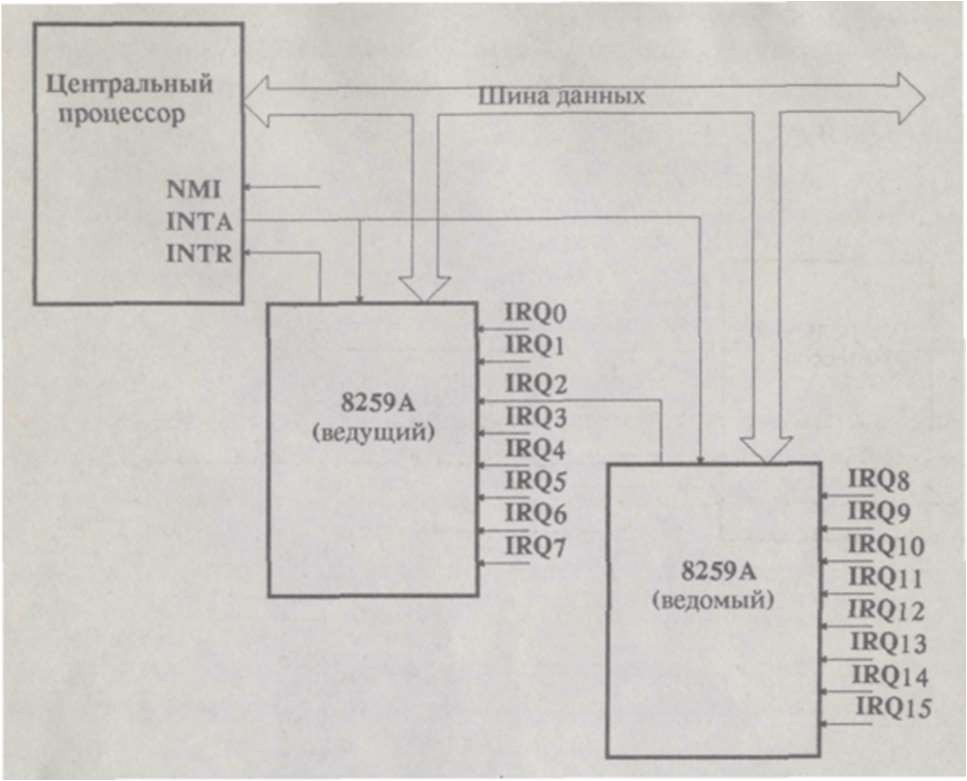 Центральный
процессор
Шина данных
NMI
INTA
INTR
IRQ0
IRQ1
IRQ2
IRQ3
IRQ4
IRQ5
IRQ6
IRQ7
8259A
(ведущий)
IRQ8
IRQ9
IRQ10
IRQ11
IRQ12
IRQ13
IRQ14
IRQ15
8259A
(ведомый)